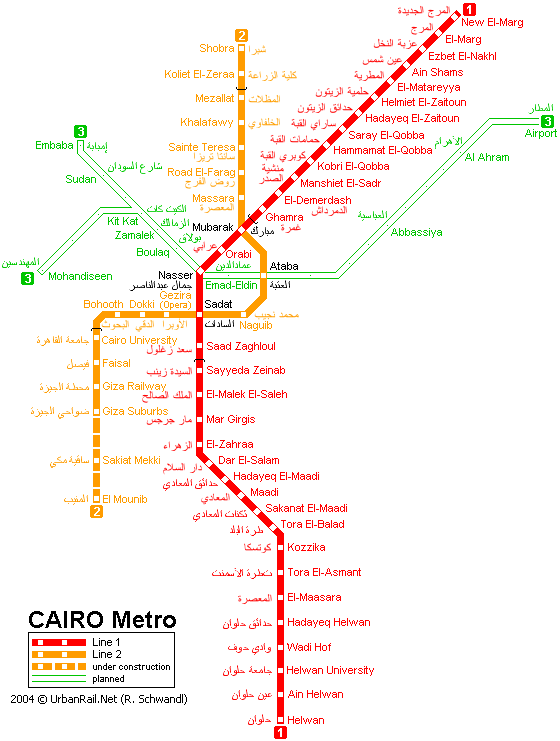 1
المرج الجديدة
New El-Marg
المرج
El-Marg
عزبة النخل
Ezbet El-Nakhl
عين شمس
Ain Shams
المطرية
El-Matareyya
حلمية الزيتون
Helmiet El-Zaitoun
حدائق الزيتون
Hadayeq El-Zaitoun
ساراي القبة
Saray El-Qobba
حمامات القبة
Hammamat El-Qobba
كوبري القبة
Kobri El-Qobba
منشية
الصدر
Manshiet El-Sadr
El-Demerdash
الدمرداش
Ghamra
غمرة
2
Shobra
شبرا
Koliet El-Zeraa
كلية الزراعة
Mezallat
المظلات
Khalafawy
الخلفاوي
Sainte Teresa
سانتا تريزا
Road El-Farag
روض الفرج
Massara
المعصرة
Mubarak
مبارك
Orabi
عرابي
3
Embaba
إمبابة
Sudan
شارع السودان
Kit Kat
الكيت كات
Zamalek
الزمالك
Boulaq
بولاق
3
Mohandiseen
المهندسين
المطار
3
Airport
الأهرام
Al Ahram
العباسية
Abbassiya
Nasser
جمال عبدالناصر
عمادالدين
Emad-Eldin
Ataba
العتبة
Gezira
(Opera)
Bohooth
Dokki
البحوث
الدقي
الأوبرا
Sadat
السادات
Naguib
محمد نجيب
جامعة القاهرة
Cairo University
فيصل
Faisal
محطة الجيزة
Giza Railway
ضواحي الجيزة
Giza Suburbs
ساقية مكي
Sakiat Mekki
المنيب
El Mounib
2
سعد زغلول
Saad Zaghloul
السيدة زينب
Sayyeda Zeinab
الملك الصالح
El-Malek El-Saleh
مار جرجس
Mar Girgis
الزهراء
El-Zahraa
دار السلام
Dar El-Salam
حدائق المعادي
Hadayeq El-Maadi
المعادي
Maadi
ثكنات المعادي
Sakanat El-Maadi
طرة البلد
Tora El-Balad
كوتسكا
Kozzika
Tora El-Asmant
المعصرة
El-Maasara
حدائق حلوان
Hadayeq Helwan
وادي حوف
Wadi Hof
جامعة حلوان
Helwan University
عين حلوان
Ain Helwan
حلوان
Helwan
1
CAIRO Metro
Line 1
Line 2
under construction
planned
2004 © UrbanRail.Net (R. Schwandl)